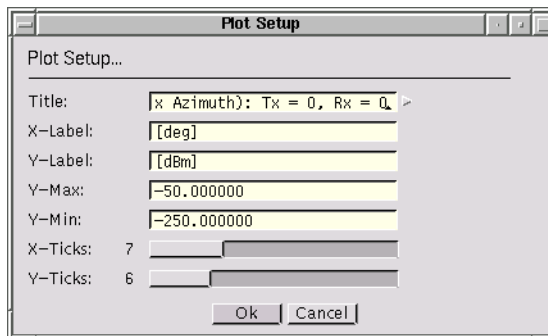 Plot Setup
Plot Setup...
Title: x Azimuth): Tx = 0, Rx = 0
X-Label: [deg]
Y-Label: [dBm]
Y-Max: -50.000000
Y-Min: -250.000000
X-Ticks: 7
Y-Ticks: 6
Ok Cancel